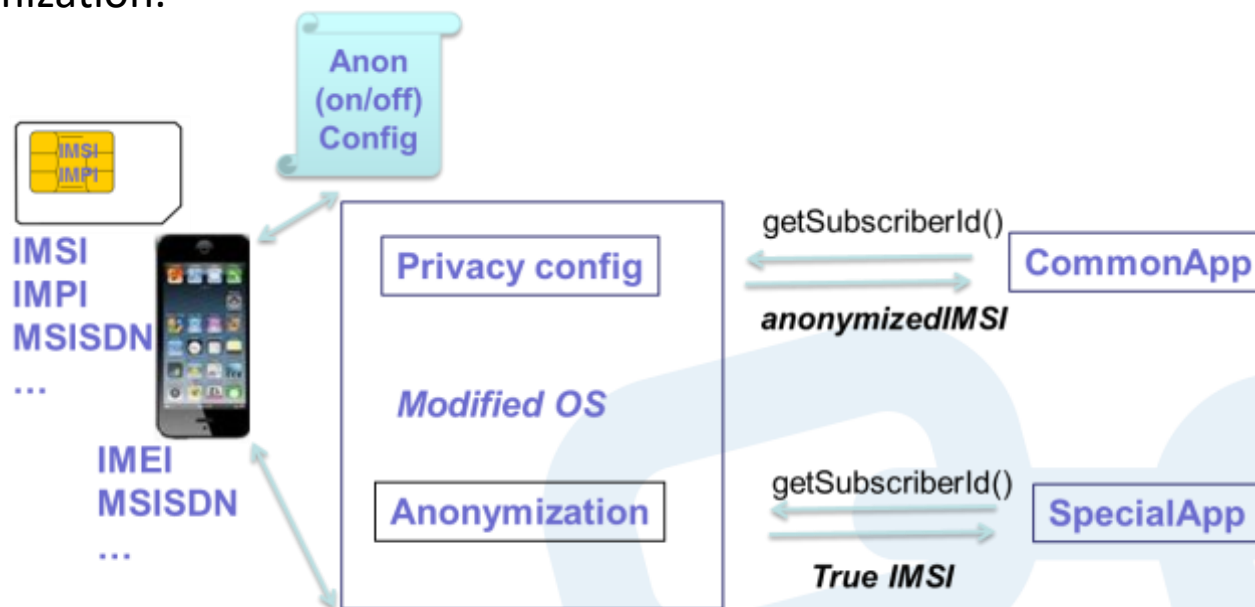 nization.
Anon
(on/off)
Config
IMSI
IMPI
IMSI
IMPI
MSISDN
...
IMEI
MSISDN
...
Privacy config
Modified OS
Anonymization
getSubscriberId()
anonymizedIMSI
CommonApp
getSubscriberId()
True IMSI
SpecialApp